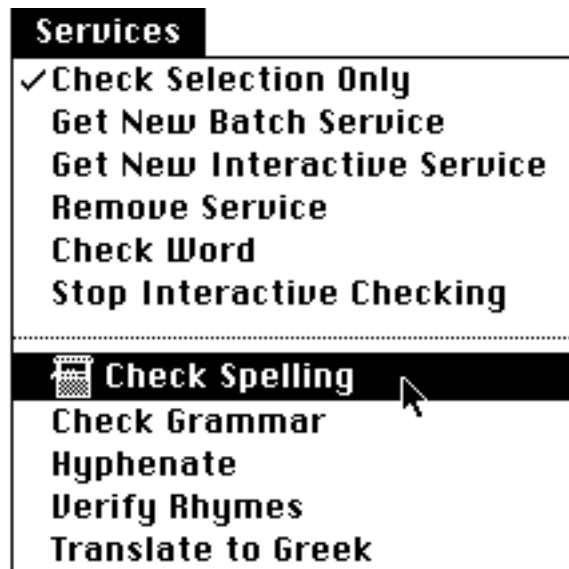 Services
✓Check Selection Only
Get New Batch Service
Get New Interactive Service
Remove Service
Check Word
Stop Interactive Checking
Check Spelling
Check Grammar
Hyphenate
Verify Rhymes
Translate to Greek